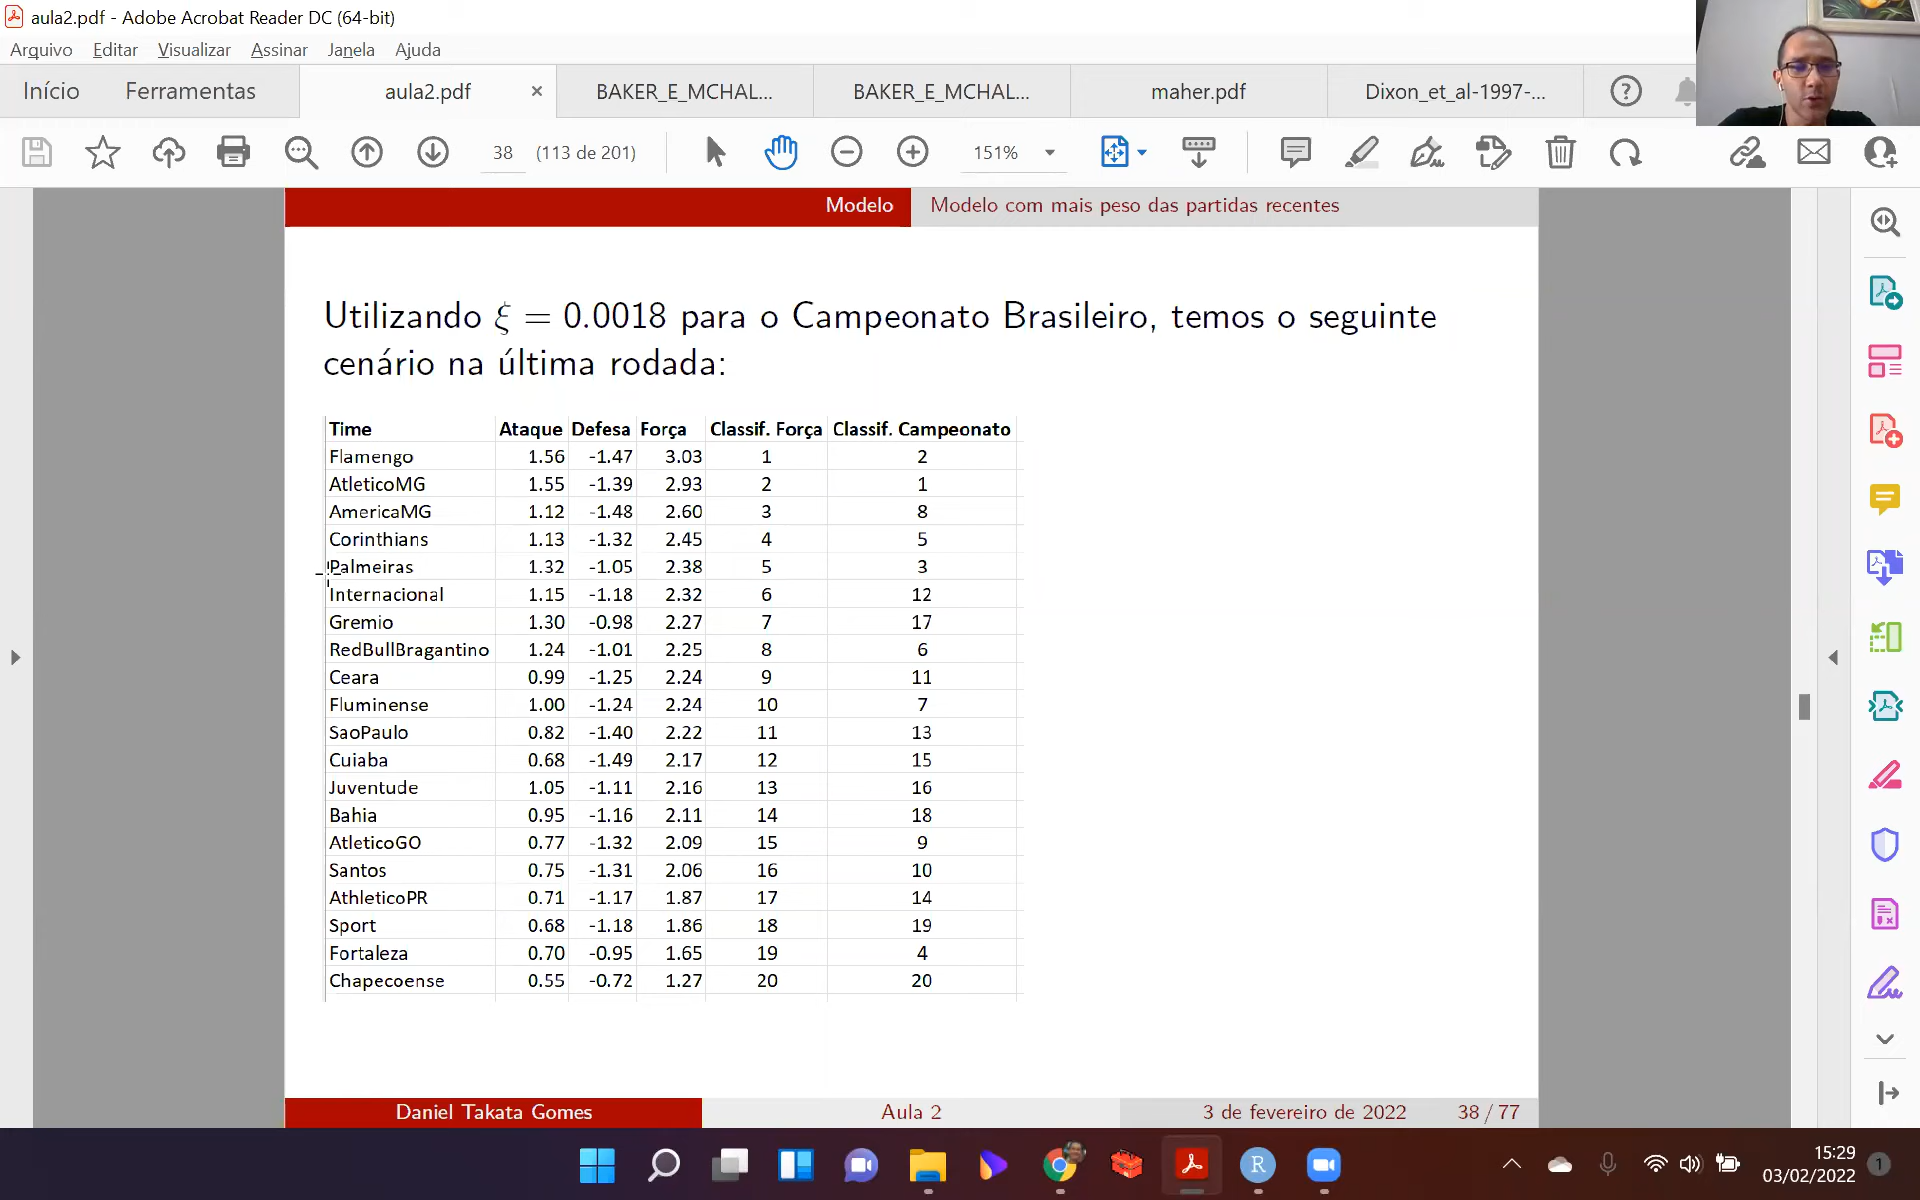 aula2.pdf - Adobe Acrobat Reader DC (64-bit)
Arquivo Editar Visualizar Assinar Janela Ajuda
Início Ferramentas aula2.pdf × BAKER_E_MCHAL... BAKER_E_MCHAL... maher.pdf Dixon_et_al-1997-...
38 (113 de 201) 151%
Modelo Modelo com mais peso das partidas recentes
Utilizando ξ = 0.0018 para o Campeonato Brasileiro, temos o seguinte
cenário na última rodada:
Time Ataque Defesa Força Classif. Força Classif. Campeonato
Flamengo 1.56 -1.47 3.03 1 2
AtleticoMG 1.55 -1.39 2.93 2 1
AmericaMG 1.12 -1.48 2.60 3 8
Corinthians 1.13 -1.32 2.45 4 5
Palmeiras 1.32 -1.05 2.38 5 3
Internacional 1.15 -1.18 2.32 6 12
Gremio 1.30 -0.98 2.27 7 17
RedBullBragantino 1.24 -1.01 2.25 8 6
Ceara 0.99 -1.25 2.24 9 11
Fluminense 1.00 -1.24 2.24 10 7
SaoPaulo 0.82 -1.40 2.22 11 13
Cuiaba 0.68 -1.49 2.17 12 15
Juventude 1.05 -1.11 2.16 13 16
Bahia 0.95 -1.16 2.11 14 18
AtleticoGO 0.77 -1.32 2.09 15 9
Santos 0.75 -1.31 2.06 16 10
AthleticoPR 0.71 -1.17 1.87 17 14
Sport 0.68 -1.18 1.86 18 19
Fortaleza 0.70 -0.95 1.65 19 4
Chapecoense 0.55 -0.72 1.27 20 20
Daniel Takata Gomes Aula 2 3 de fevereiro de 2022 38 / 77
R
15:29
03/02/2022 1